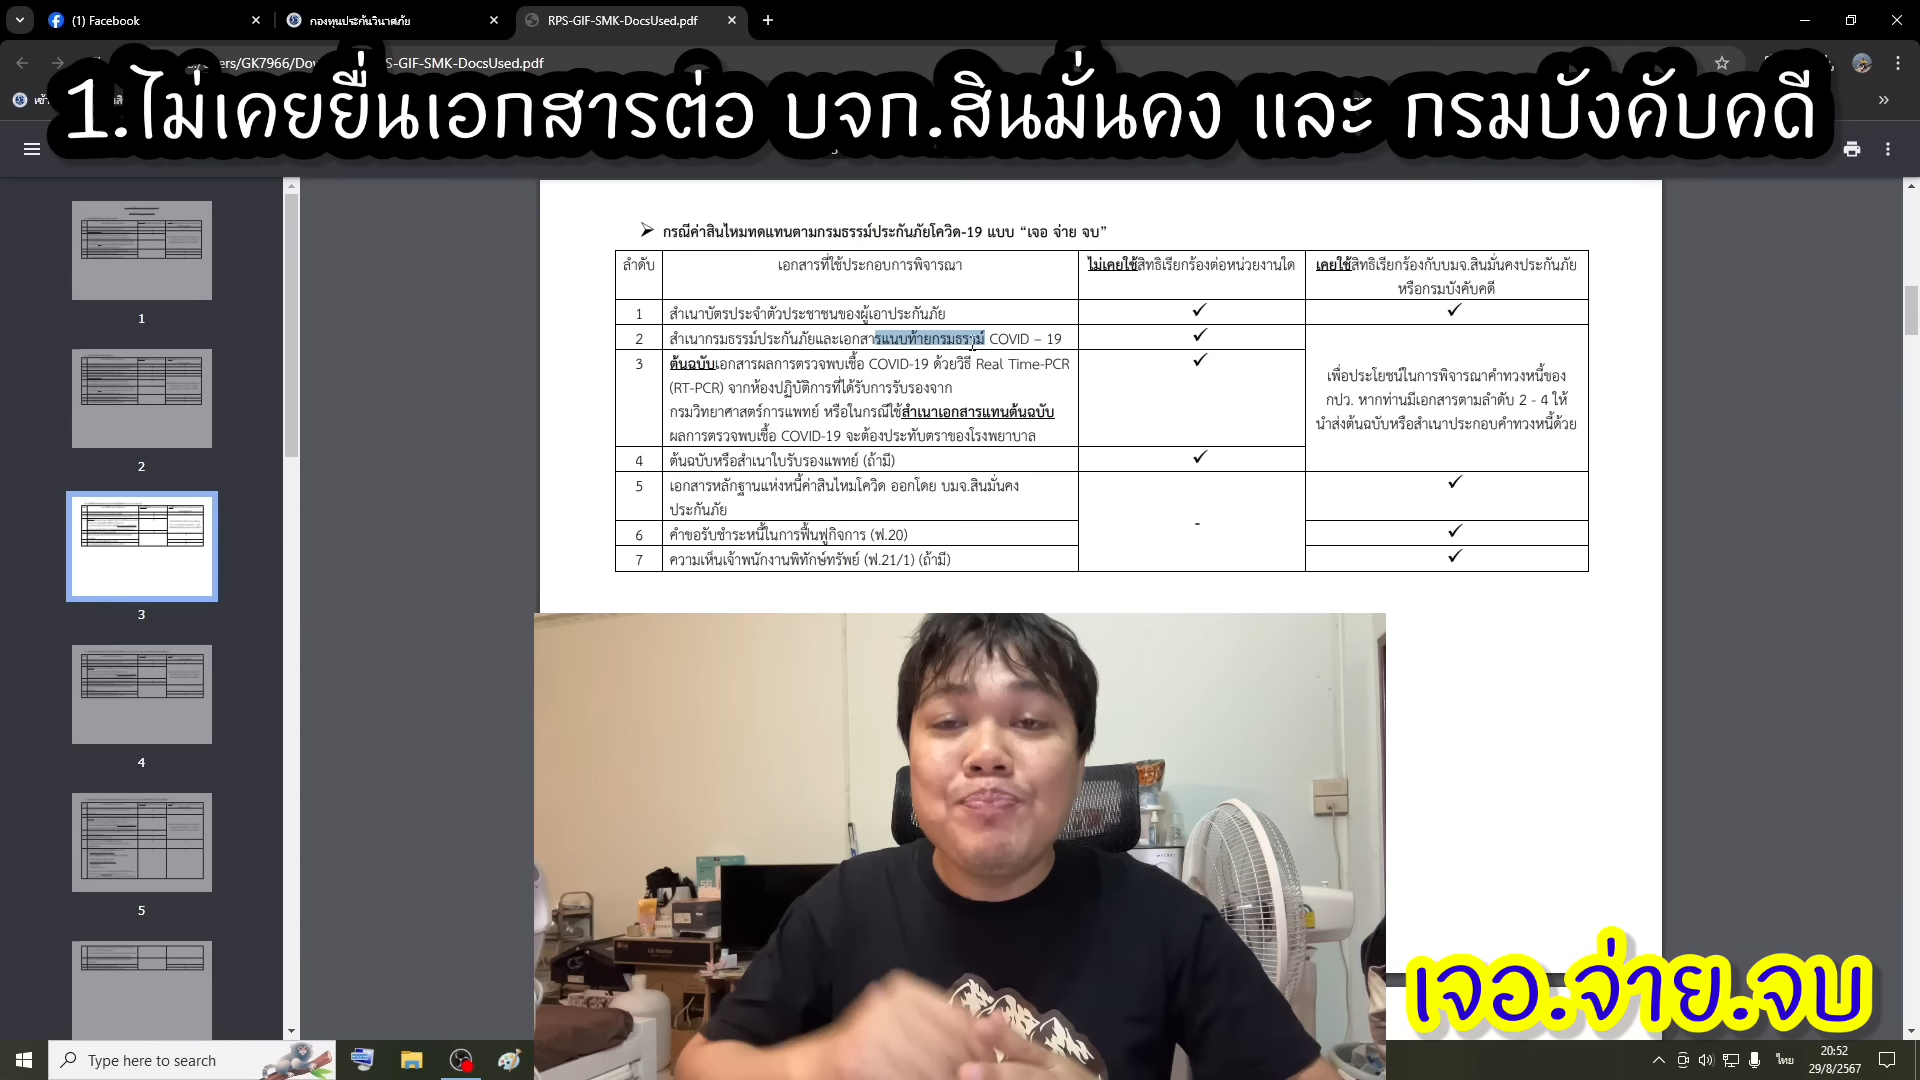 (1) Facebook
กองทุนประกันวินาศภัย
RPS-GIF-SMK-DocsUsed.pdf
S-GIF-SMK-DocsUsed.pdf
1.ไม่เคยยื่นเอกสารต่อ บจก.สินมั่นคง และ กรมบังคับคดี
กรณีค่าสินไหมทดแทนตามกรมธรรม์ประกันภัยโควิด-19 แบบ “เจอ จ่าย จบ”
ลำดับ
เอกสารที่ใช้ประกอบการพิจารณา
ไม่เคยใช้สิทธิเรียกร้องต่อหน่วยงานใด
เคยใช้สิทธิเรียกร้องกับบมจ.สินมั่นคงประกันภัย
หรือกรมบังคับคดี
1 สำเนาบัตรประจำตัวประชาชนของผู้เอาประกันภัย ✓ ✓
2 สำเนากรมธรรม์ประกันภัยและเอกสารแนบท้ายกรมธรรม์ COVID – 19 ✓
3 ต้นฉบับเอกสารผลการตรวจพบเชื้อ COVID-19 ด้วยวิธี Real Time-PCR ✓
(RT-PCR) จากห้องปฏิบัติการที่ได้รับการรับรองจาก
กรมวิทยาศาสตร์การแพทย์ หรือในกรณีใช้สำเนาเอกสารแทนต้นฉบับ
ผลการตรวจพบเชื้อ COVID-19 จะต้องประทับตราของโรงพยาบาล
เพื่อประโยชน์ในการพิจารณาคำทวงหนี้ของ
กปว. หากท่านมีเอกสารตามลำดับ 2 - 4 ให้
นำส่งต้นฉบับหรือสำเนาประกอบคำทวงหนี้ด้วย
4 ต้นฉบับหรือสำเนาใบรับรองแพทย์ (ถ้ามี) ✓
5 เอกสารหลักฐานแห่งหนี้ค่าสินไหมโควิด ออกโดย บมจ.สินมั่นคง ✓
ประกันภัย
-
6 คำขอรับชำระหนี้ในการฟื้นฟูกิจการ (ฟ.20) ✓
7 ความเห็นเจ้าพนักงานพิทักษ์ทรัพย์ (ฟ.21/1) (ถ้ามี) ✓
1
2
3
4
5
เจอ.จ่าย.จบ
Type here to search
ไทย
20:52
29/8/2567